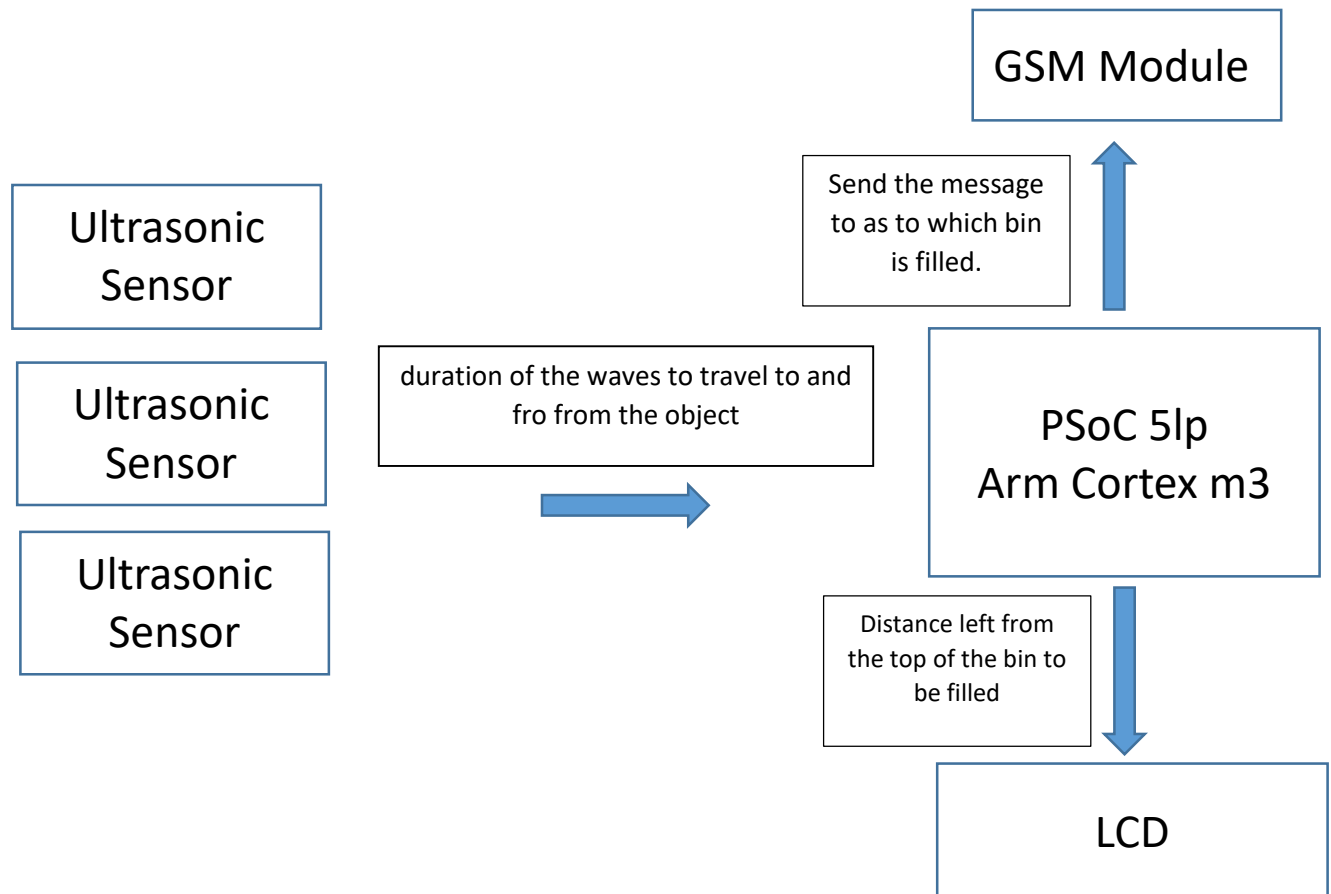 GSM Module
Send the message
to as to which bin
is filled.
Ultrasonic
Sensor
Ultrasonic
Sensor
Ultrasonic
Sensor
duration of the waves to travel to and
fro from the object
PSoC 5lp
Arm Cortex m3
Distance left from
the top of the bin to
be filled
LCD